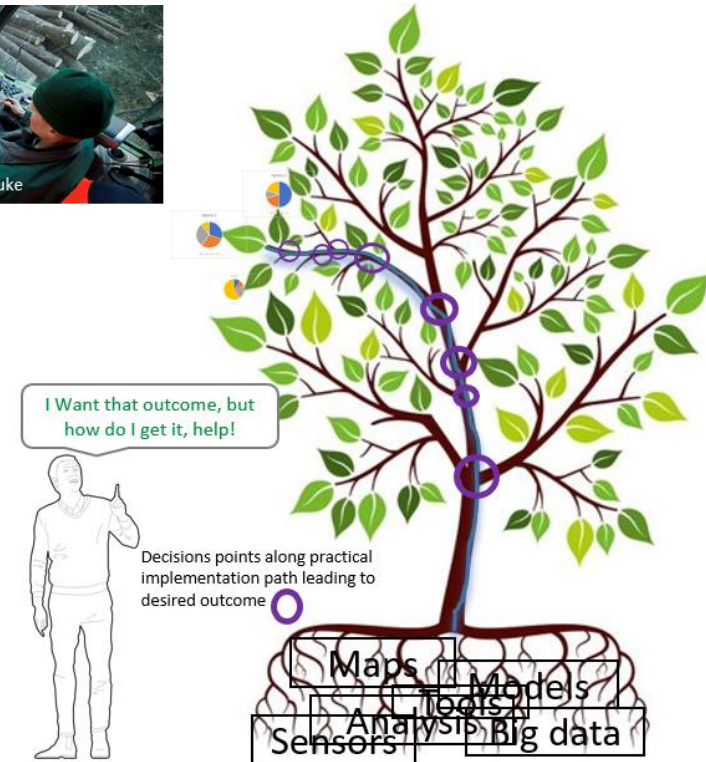 uke
I Want that outcome, but
how do I get it, help!
Decisions points along practical
implementation path leading to
desired outcome
Maps
Models
Tools
Analysis
Big data
Sensors